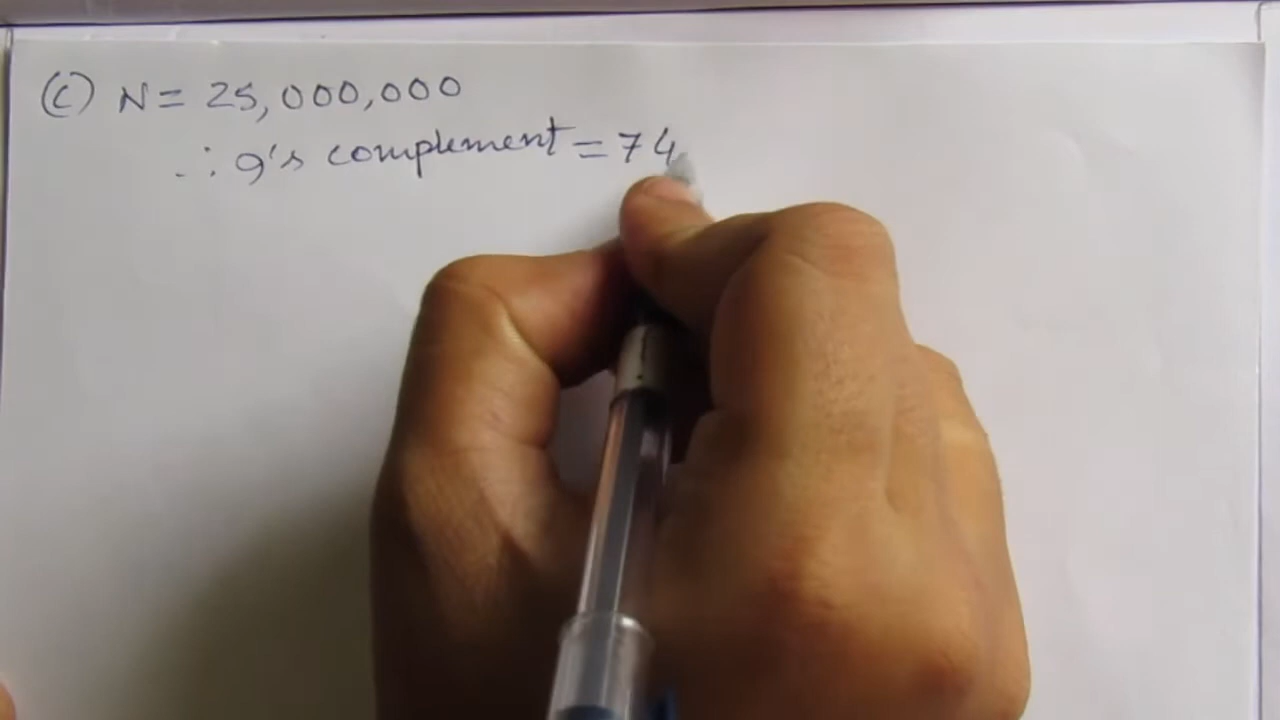 (c) N = 25,000,000
∴ 9's complement = 74